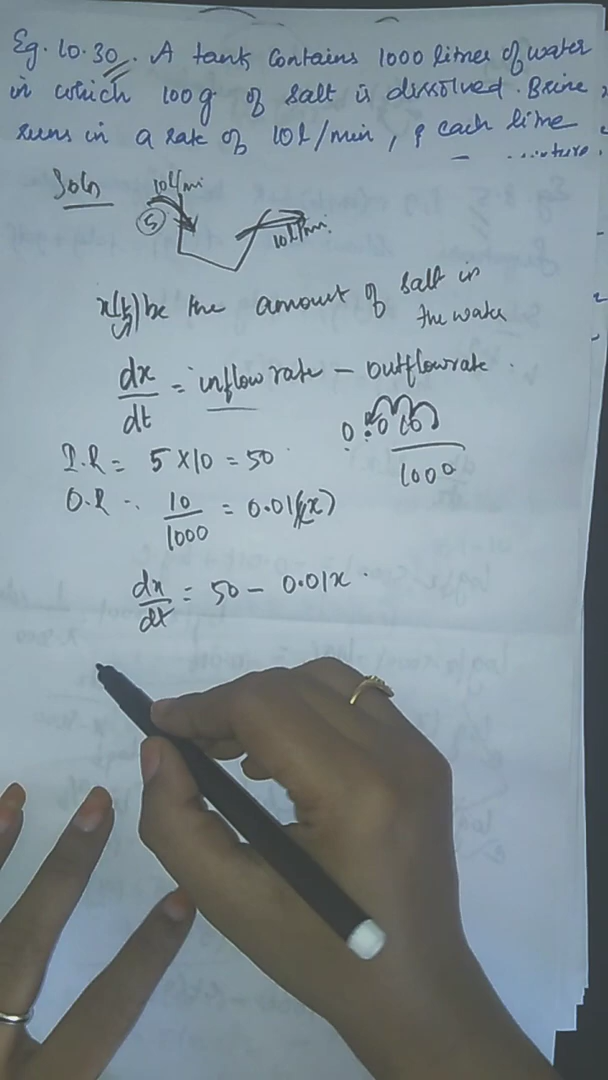 Eg. 10.30. A tank contains 1000 litres of water
in which 100g of salt is dissolved. Brine
runs in a rate of 10l/min, & each litre
Soln
10l/mi
5
10l/min.
x(t) be the amount of salt in
the water
dx/dt = inflow rate - outflow rate.
I.R = 5 x 10 = 50
1000
O.R = 10/1000 = 0.01(x)
dx/dt = 50 - 0.01x.